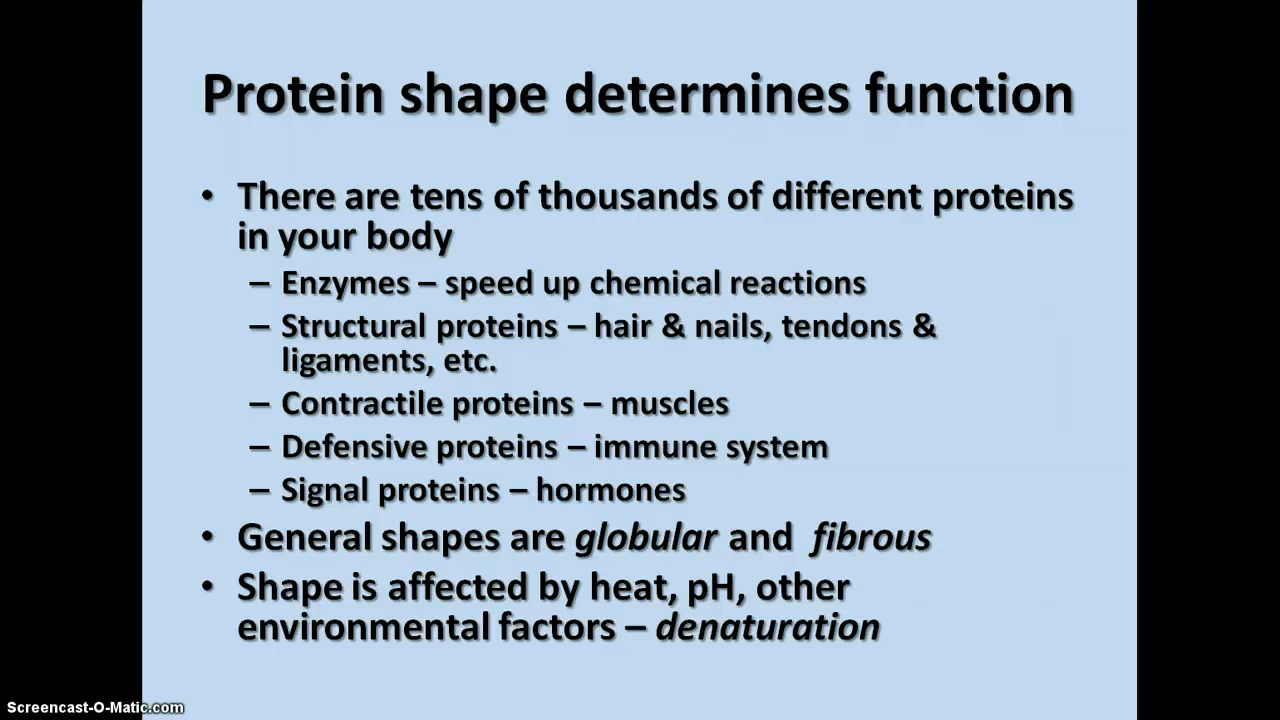 Protein shape determines function
• There are tens of thousands of different proteins
in your body
– Enzymes – speed up chemical reactions
– Structural proteins – hair & nails, tendons &
ligaments, etc.
– Contractile proteins – muscles
– Defensive proteins – immune system
– Signal proteins – hormones
• General shapes are globular and fibrous
• Shape is affected by heat, pH, other
environmental factors – denaturation
Screencast-O-Matic.com